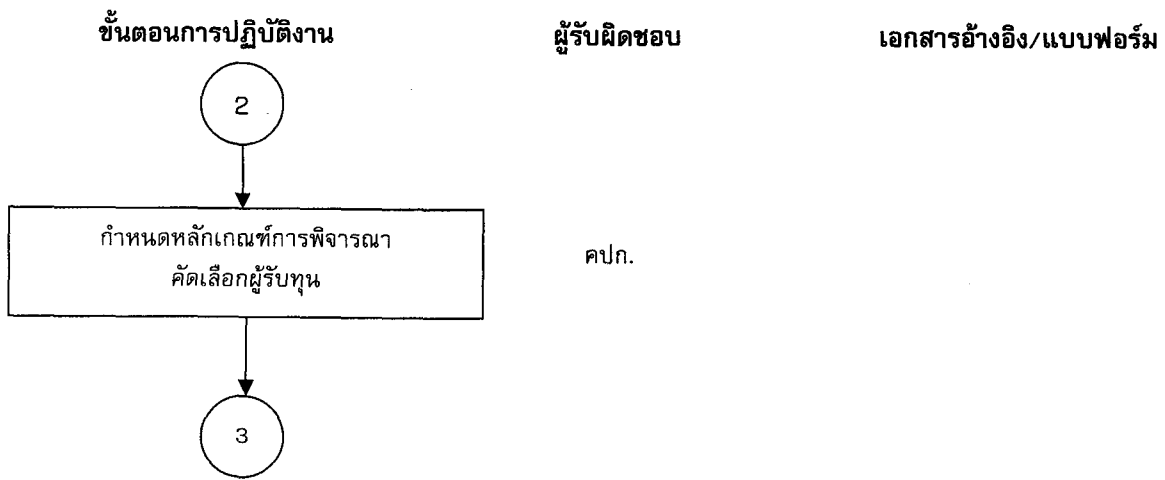 ขั้นตอนการปฏิบัติงาน ผู้รับผิดชอบ เอกสารอ้างอิง/แบบฟอร์ม
2
กำหนดหลักเกณฑ์การพิจารณา
คัดเลือกผู้รับทุน
คปก.
3